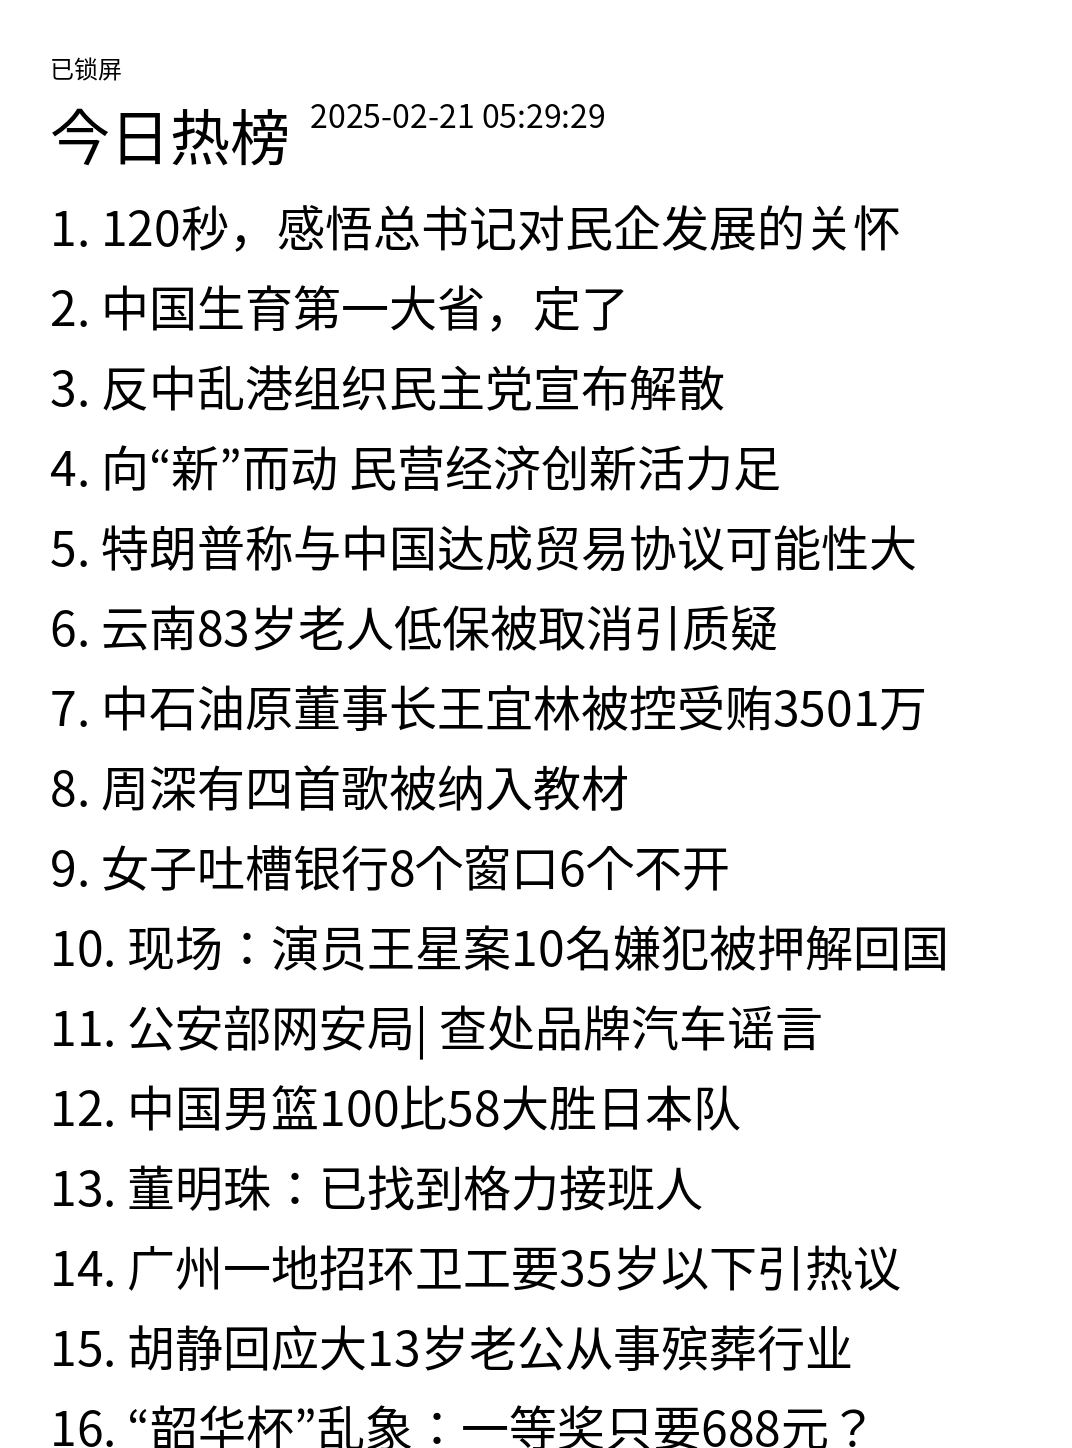 已锁屏
今日热榜 2025-02-21 05:29:29
1. 120秒，感悟总书记对民企发展的关怀
2. 中国生育第一大省，定了
3. 反中乱港组织民主党宣布解散
4. 向“新”而动 民营经济创新活力足
5. 特朗普称与中国达成贸易协议可能性大
6. 云南83岁老人低保被取消引质疑
7. 中石油原董事长王宜林被控受贿3501万
8. 周深有四首歌被纳入教材
9. 女子吐槽银行8个窗口6个不开
10. 现场：演员王星案10名嫌犯被押解回国
11. 公安部网安局| 查处品牌汽车谣言
12. 中国男篮100比58大胜日本队
13. 董明珠：已找到格力接班人
14. 广州一地招环卫工要35岁以下引热议
15. 胡静回应大13岁老公从事殡葬行业
16. “韶华杯”乱象：一等奖只要688元？